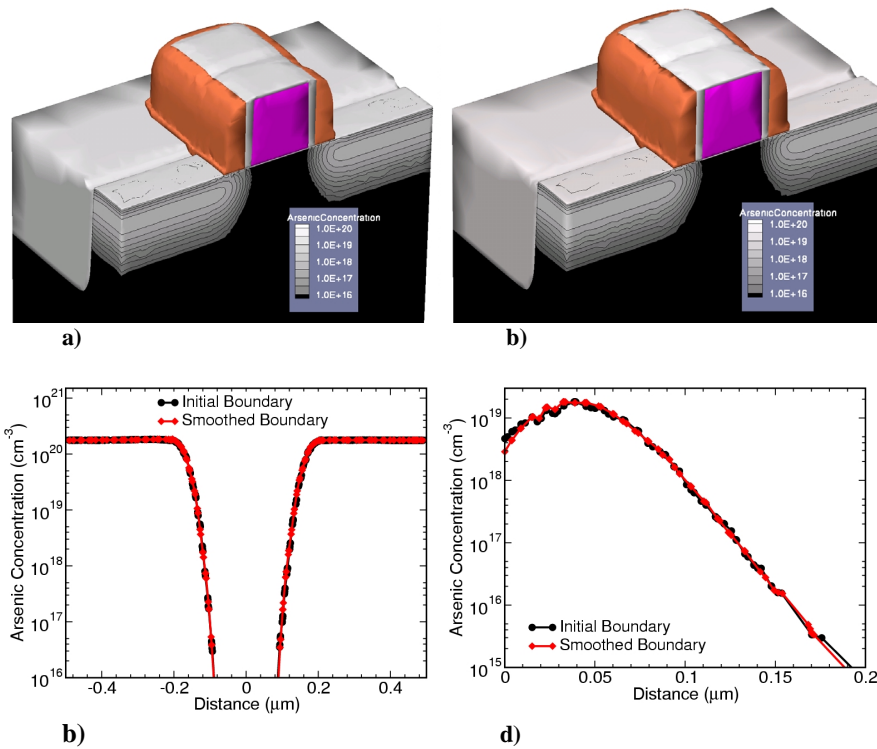 ArsenicConcentration
1.0E+20
1.0E+19
1.0E+18
1.0E+17
1.0E+16
a)
ArsenicConcentration
1.0E+20
1.0E+19
1.0E+18
1.0E+17
1.0E+16
b)
Arsenic Concentration (cm⁻³)
10²¹
10²⁰
10¹⁹
10¹⁸
10¹⁷
10¹⁶
Initial Boundary
Smoothed Boundary
-0.4 -0.2 0 0.2 0.4
Distance (μm)
b)
Arsenic Concentration (cm⁻³)
10¹⁹
10¹⁸
10¹⁷
10¹⁶
10¹⁵
Initial Boundary
Smoothed Boundary
0 0.05 0.1 0.15 0.2
Distance (μm)
d)